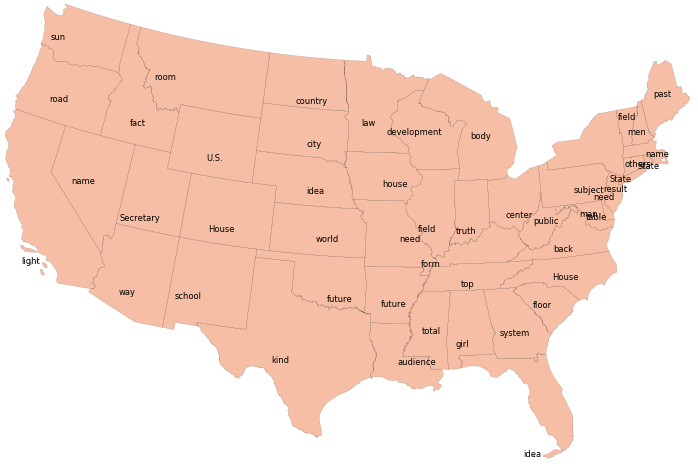 sun
room
road
fact
country
law
development
body
past
field
men
name
others
State
city
U.S.
name
idea
house
State
subject
result
need
Secretary
House
world
need
field
truth
center
public
man
table
back
light
form
way
school
future
future
top
House
floor
total
girl
system
kind
audience
idea